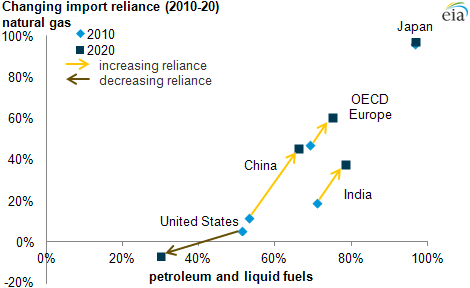 Changing import reliance (2010-20)
natural gas
eia
100%
80%
60%
40%
20%
0%
-20%
2010
2020
increasing reliance
decreasing reliance
Japan
OECD
Europe
China
India
United States
0%
20%
40%
60%
80%
100%
petroleum and liquid fuels